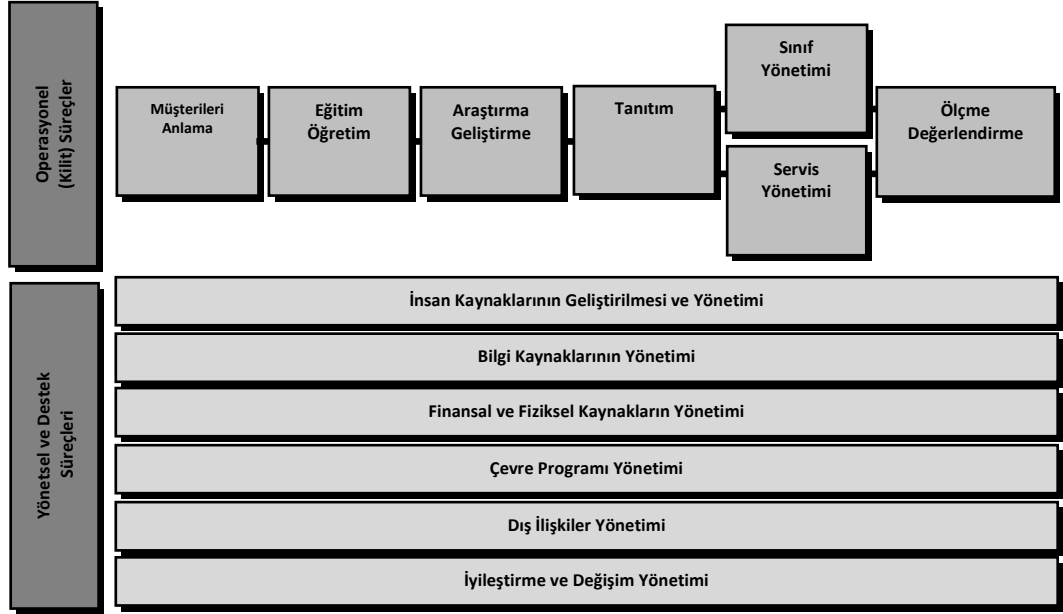 Operasyonel
(Kilit) Süreçler
Müşterileri
Anlama
Eğitim
Öğretim
Araştırma
Geliştirme
Tanıtım
Sınıf
Yönetimi
Servis
Yönetimi
Ölçme
Değerlendirme
Yönetsel ve Destek
Süreçleri
İnsan Kaynaklarının Geliştirilmesi ve Yönetimi
Bilgi Kaynaklarının Yönetimi
Finansal ve Fiziksel Kaynakların Yönetimi
Çevre Programı Yönetimi
Dış İlişkiler Yönetimi
İyileştirme ve Değişim Yönetimi